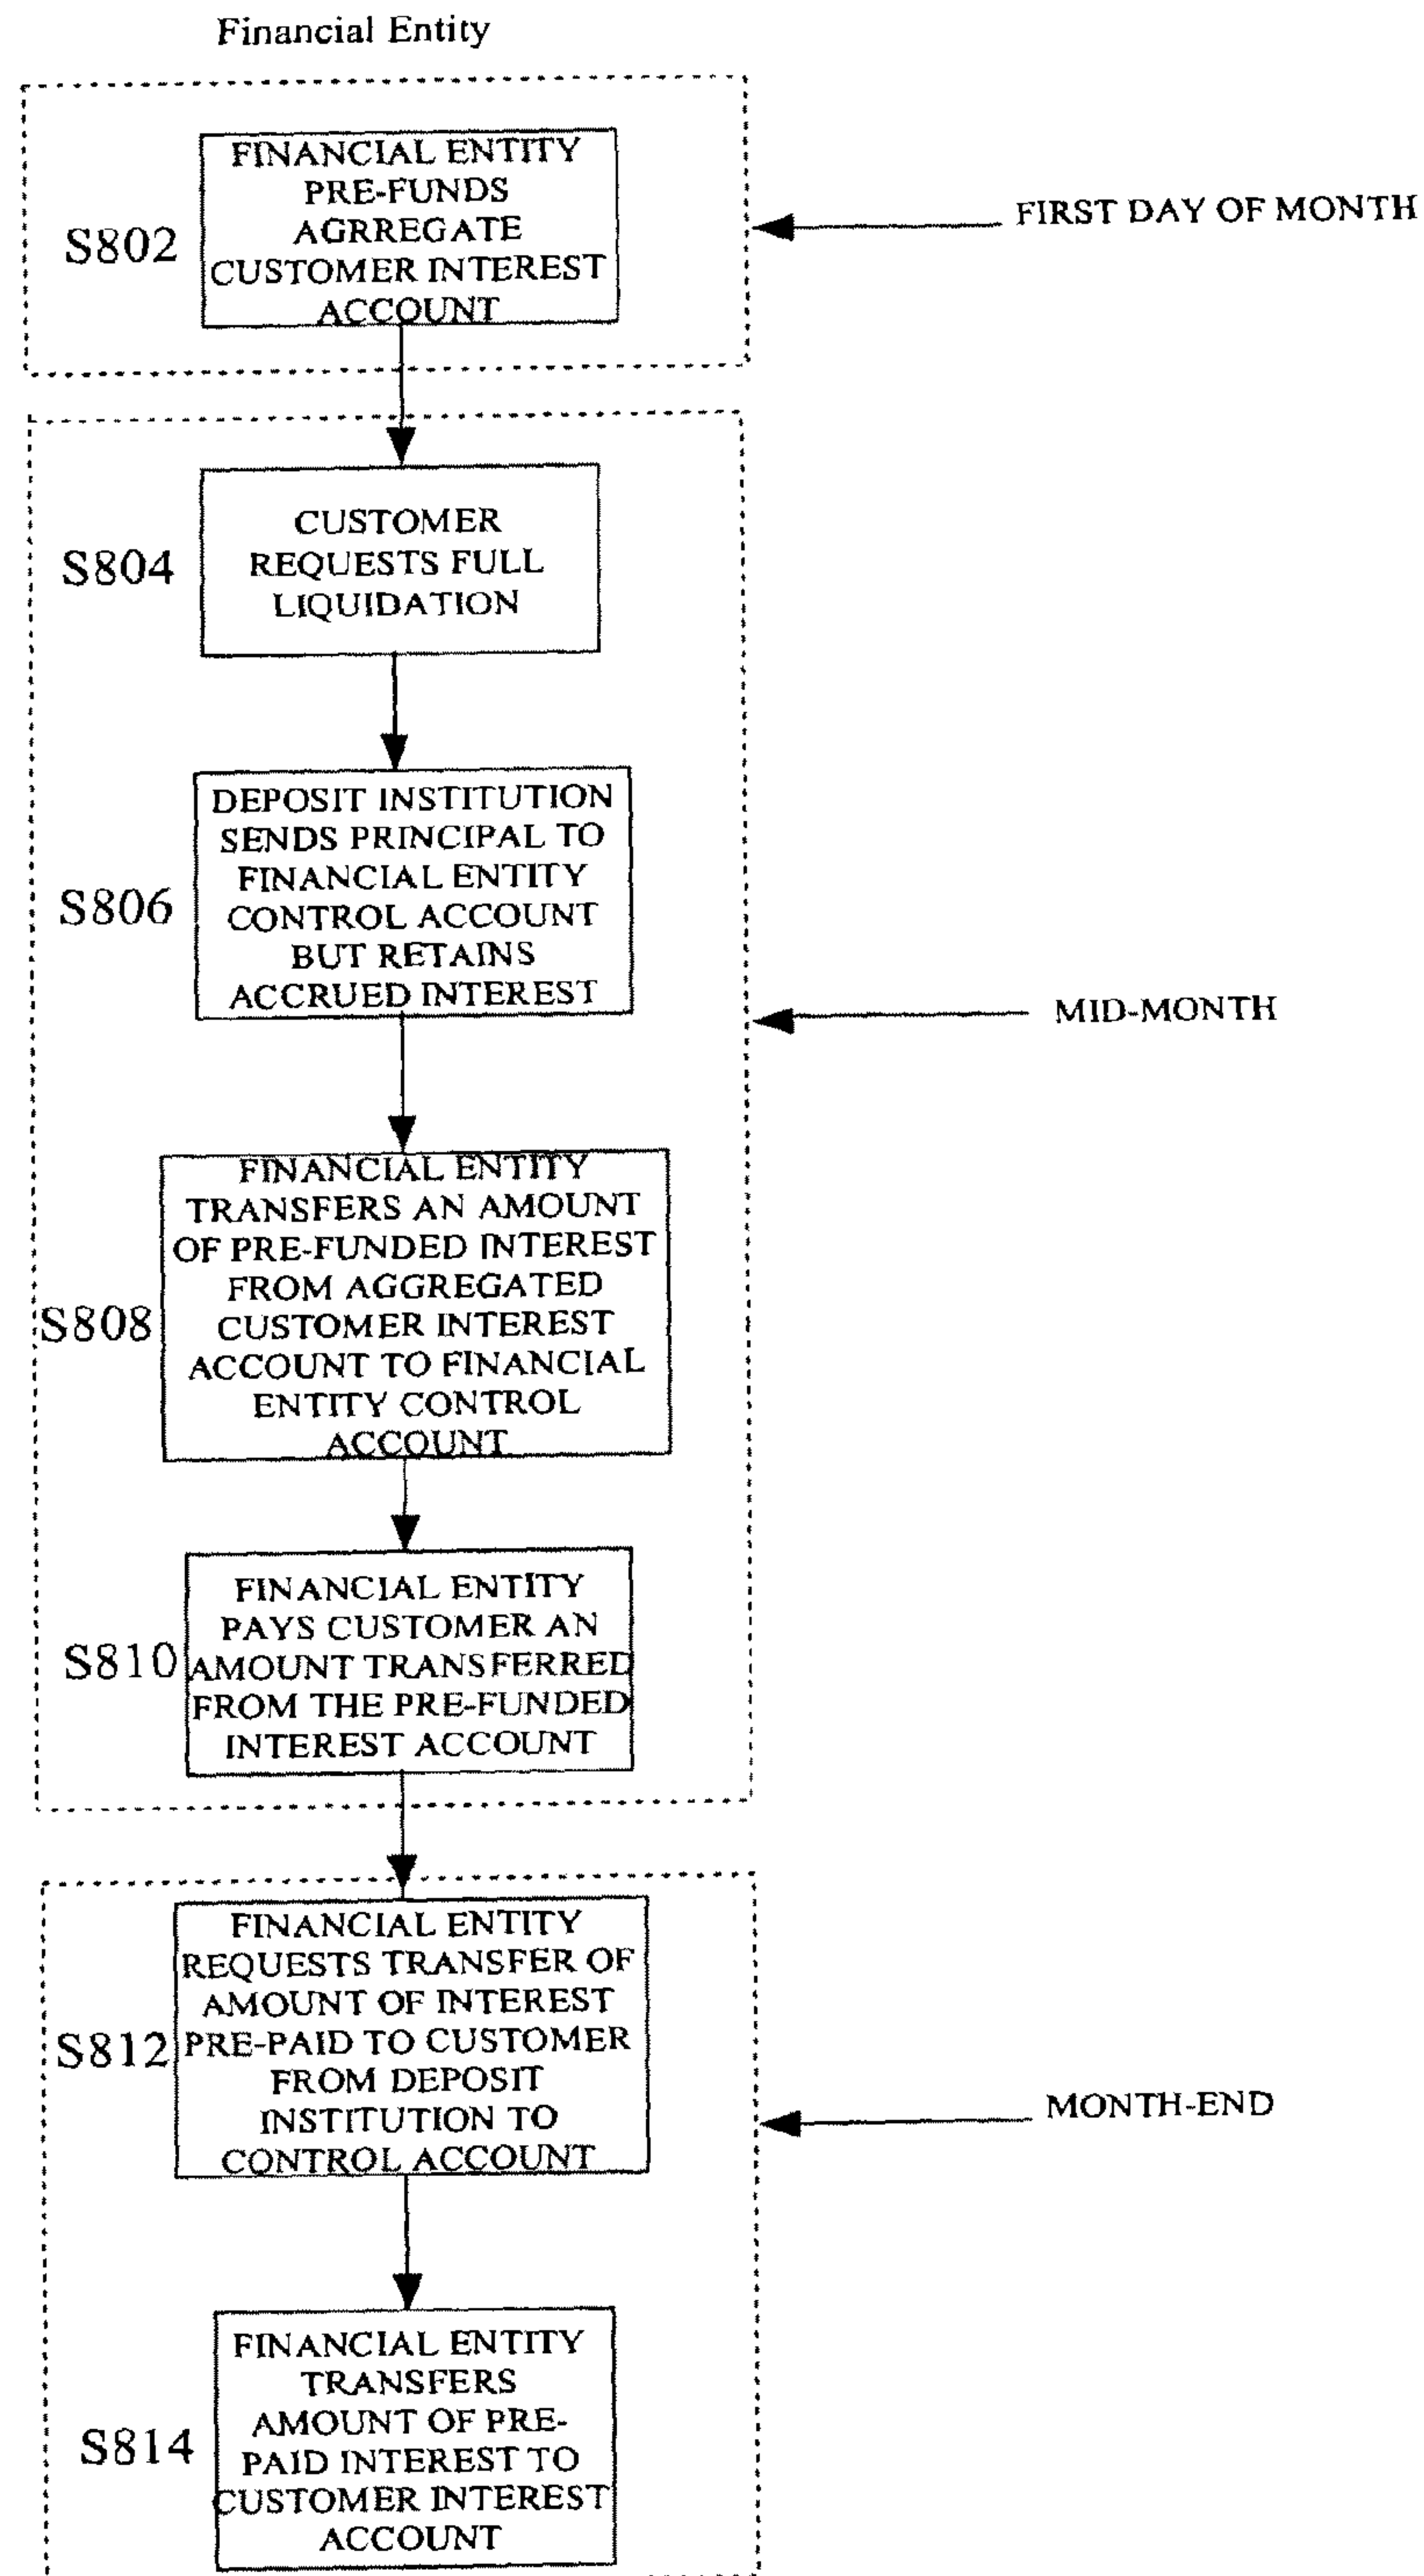 Financial Entity
S802
FINANCIAL ENTITY
PRE-FUNDS
AGRREGATE
CUSTOMER INTEREST
ACCOUNT
FIRST DAY OF MONTH
S804
CUSTOMER
REQUESTS FULL
LIQUIDATION
S806
DEPOSIT INSTITUTION
SENDS PRINCIPAL TO
FINANCIAL ENTITY
CONTROL ACCOUNT
BUT RETAINS
ACCRUED INTEREST
MID-MONTH
S808
FINANCIAL ENTITY
TRANSFERS AN AMOUNT
OF PRE-FUNDED INTEREST
FROM AGGREGATED
CUSTOMER INTEREST
ACCOUNT TO FINANCIAL
ENTITY CONTROL
ACCOUNT
S810
FINANCIAL ENTITY
PAYS CUSTOMER AN
AMOUNT TRANSFERRED
FROM THE PRE-FUNDED
INTEREST ACCOUNT
S812
FINANCIAL ENTITY
REQUESTS TRANSFER OF
AMOUNT OF INTEREST
PRE-PAID TO CUSTOMER
FROM DEPOSIT
INSTITUTION TO
CONTROL ACCOUNT
MONTH-END
S814
FINANCIAL ENTITY
TRANSFERS
AMOUNT OF PRE-
PAID INTEREST TO
CUSTOMER INTEREST
ACCOUNT